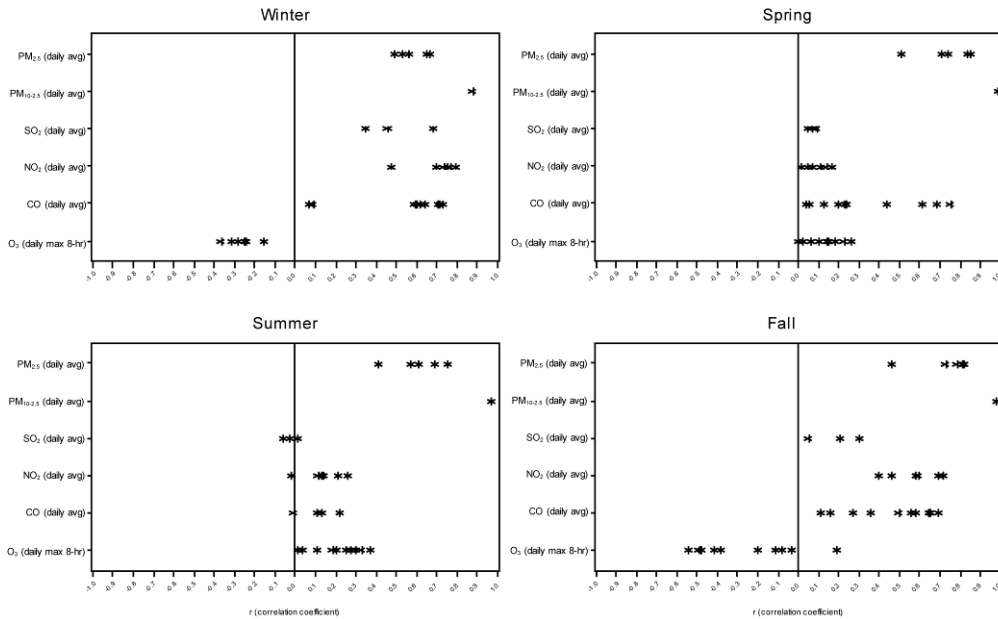 Winter
PM2.5 (daily avg)
PM10-2.5 (daily avg)
SO2 (daily avg)
NO2 (daily avg)
CO (daily avg)
O3 (daily max 8-hr)
-1.0 -0.9 -0.8 -0.7 -0.6 -0.5 -0.4 -0.3 -0.2 -0.1 0.0 0.1 0.2 0.3 0.4 0.5 0.6 0.7 0.8 0.9 1.0
Spring
PM2.5 (daily avg)
PM10-2.5 (daily avg)
SO2 (daily avg)
NO2 (daily avg)
CO (daily avg)
O3 (daily max 8-hr)
-1.0 -0.9 -0.8 -0.7 -0.6 -0.5 -0.4 -0.3 -0.2 -0.1 0.0 0.1 0.2 0.3 0.4 0.5 0.6 0.7 0.8 0.9 1.0
Summer
PM2.5 (daily avg)
PM10-2.5 (daily avg)
SO2 (daily avg)
NO2 (daily avg)
CO (daily avg)
O3 (daily max 8-hr)
-1.0 -0.9 -0.8 -0.7 -0.6 -0.5 -0.4 -0.3 -0.2 -0.1 0.0 0.1 0.2 0.3 0.4 0.5 0.6 0.7 0.8 0.9 1.0
r (correlation coefficient)
Fall
PM2.5 (daily avg)
PM10-2.5 (daily avg)
SO2 (daily avg)
NO2 (daily avg)
CO (daily avg)
O3 (daily max 8-hr)
-1.0 -0.9 -0.8 -0.7 -0.6 -0.5 -0.4 -0.3 -0.2 -0.1 0.0 0.1 0.2 0.3 0.4 0.5 0.6 0.7 0.8 0.9 1.0
r (correlation coefficient)